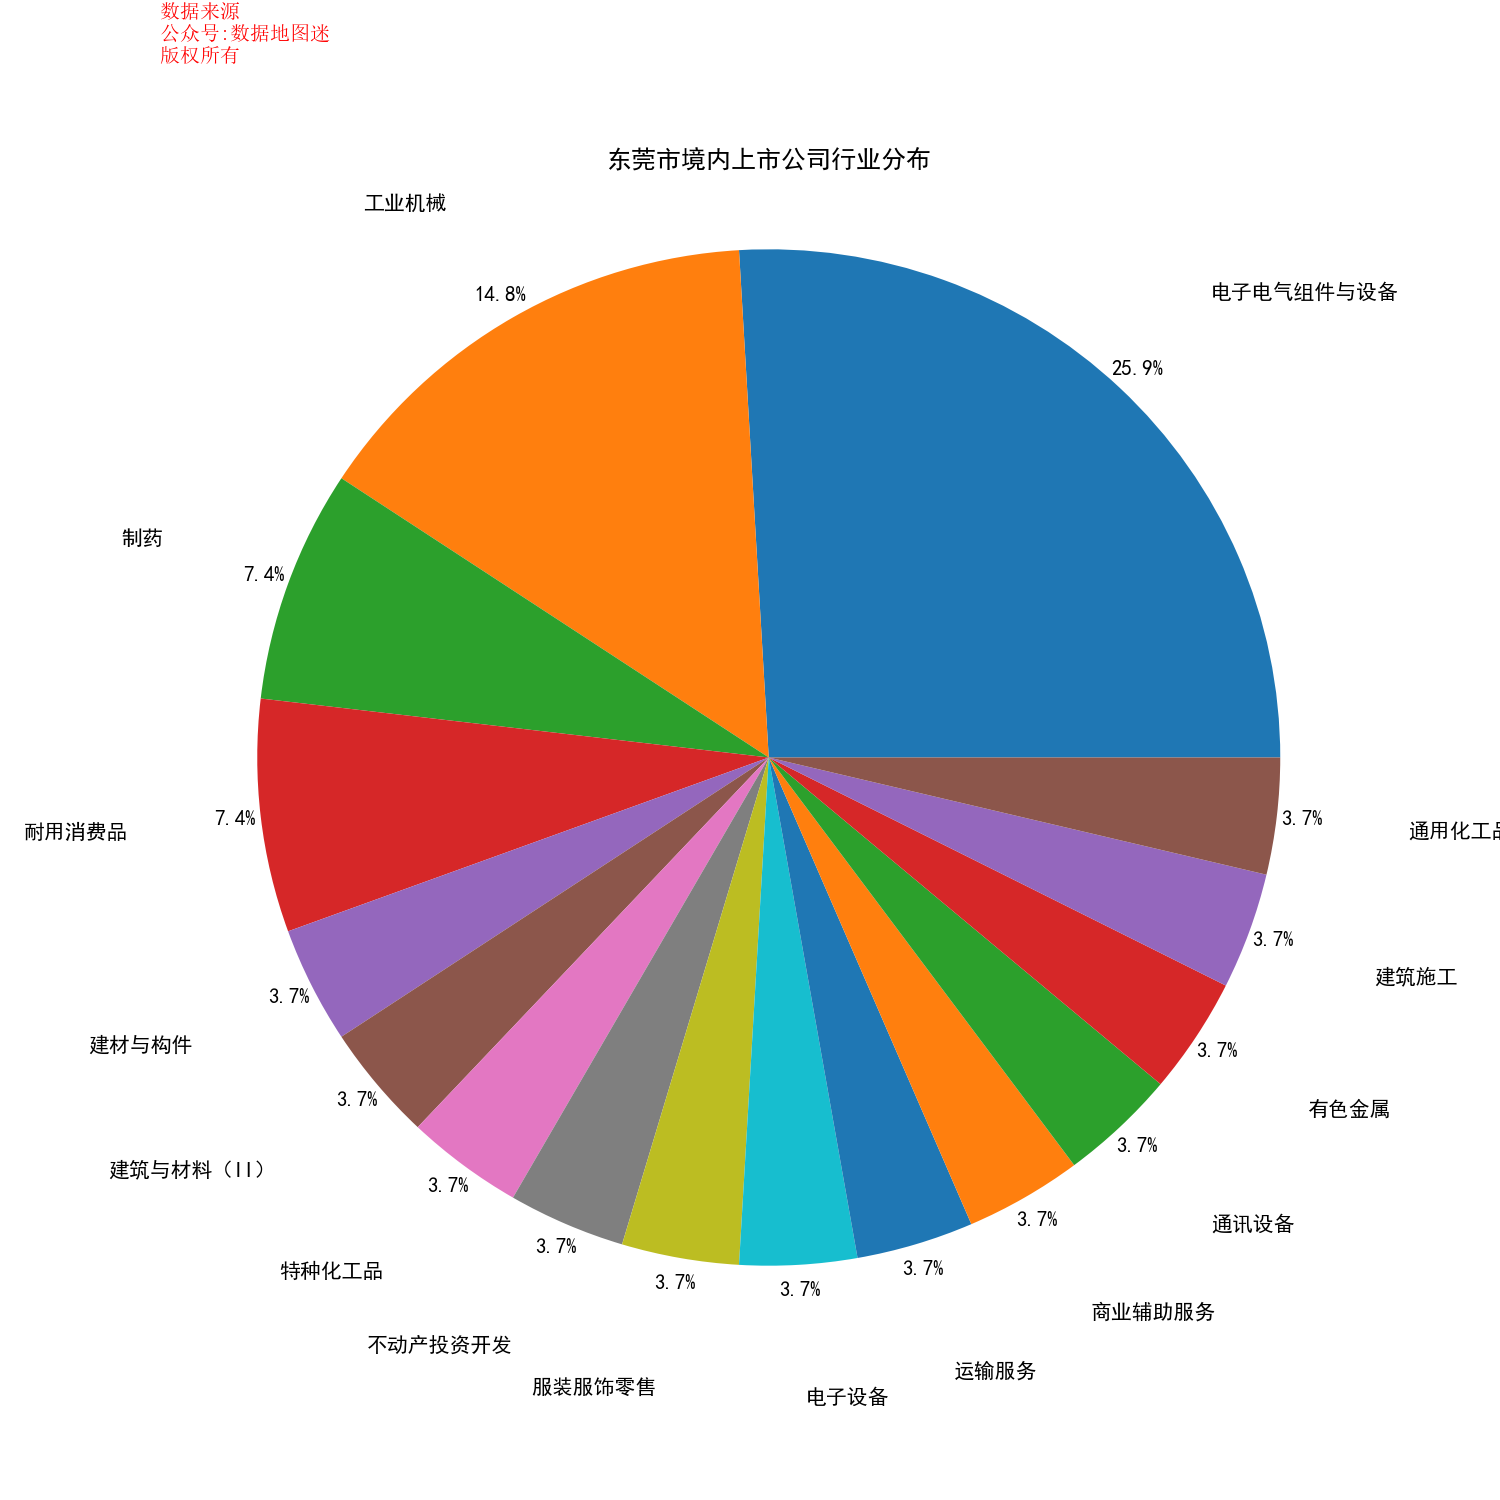 数据来源
公众号:数据地图迷
版权所有
东莞市境内上市公司行业分布
工业机械
电子电气组件与设备
14.8%
25.9%
制药
7.4%
耐用消费品
7.4%
3.7%
通用化工品
3.7%
建筑施工
3.7%
建材与构件
3.7%
有色金属
3.7%
建筑与材料（II）
3.7%
通讯设备
3.7%
特种化工品
3.7%
商业辅助服务
3.7%
不动产投资开发
3.7%
运输服务
3.7%
服装服饰零售
3.7%
电子设备